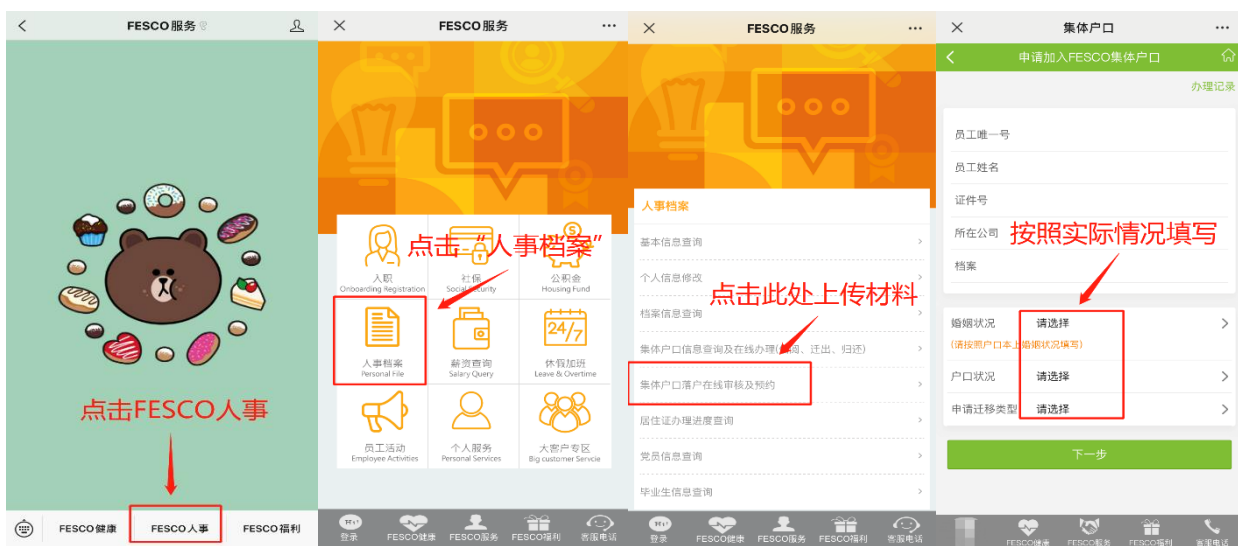 FESCO服务
点击FESCO人事
FESCO健康
FESCO人事
FESCO福利
FESCO服务
点击“人事档案”
入职
Onboarding Registration
社保
Social Security
公积金
Housing Fund
人事档案
Personal File
薪资查询
Salary Query
24/7
休假加班
Leave & Overtime
员工活动
Employee Activities
个人服务
Personal Services
大客户专区
Big customer Servcie
Hi!
登录
FESCO健康
FESCO服务
FESCO福利
客服电话
FESCO服务
人事档案
基本信息查询
个人信息修改
点击此处上传材料
档案信息查询
集体户口信息查询及在线办理(借阅、迁出、归还)
集体户口落户在线审核及预约
居住证办理进度查询
党员信息查询
毕业生信息查询
Hi!
登录
FESCO健康
FESCO服务
FESCO福利
客服电话
集体户口
申请加入FESCO集体户口
办理记录
员工唯一号
员工姓名
证件号
所在公司
按照实际情况填写
档案
婚姻状况
请选择
(请按照户口本上婚姻状况填写)
户口状况
请选择
申请迁移类型
请选择
下一步
FESCO健康
FESCO服务
FESCO福利
客服电话